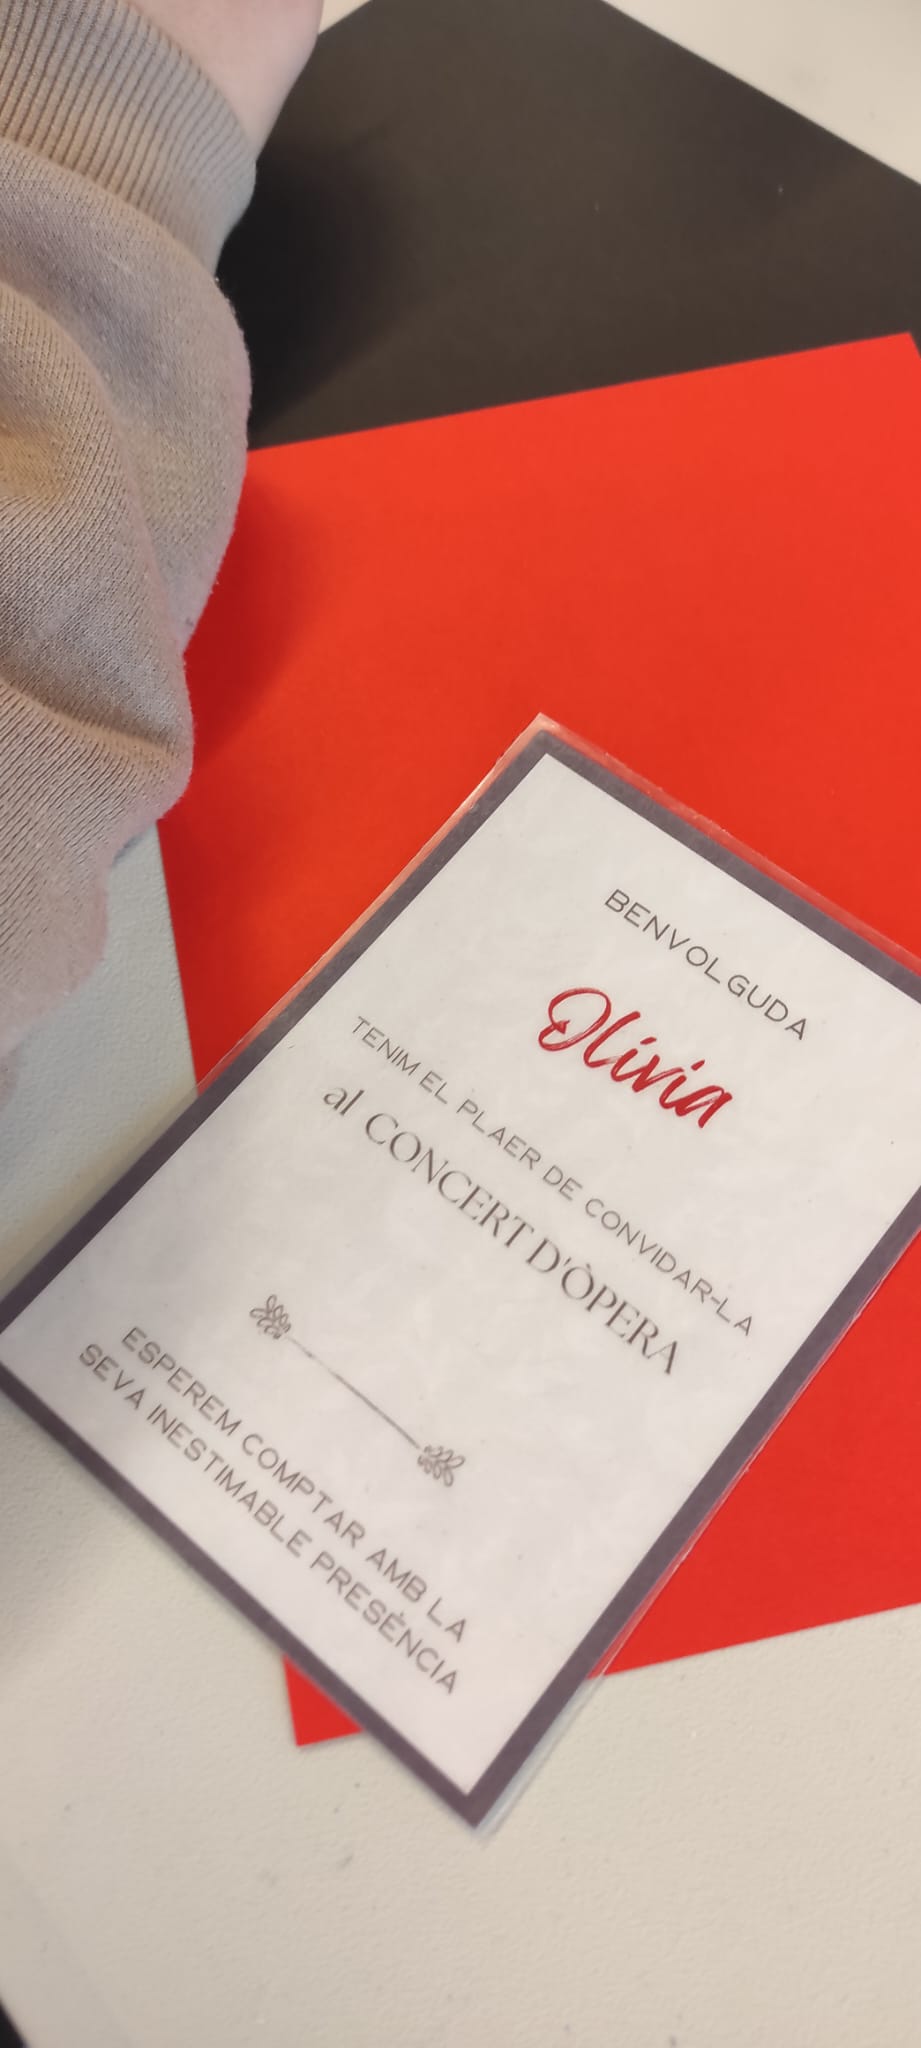 BENVOLGUDA
Olívia
TENIM EL PLAER DE CONVIDAR-LA
al CONCERT D'ÒPERA
ESPEREM COMPTAR AMB LA
SEVA INESTIMABLE PRESÈNCIA